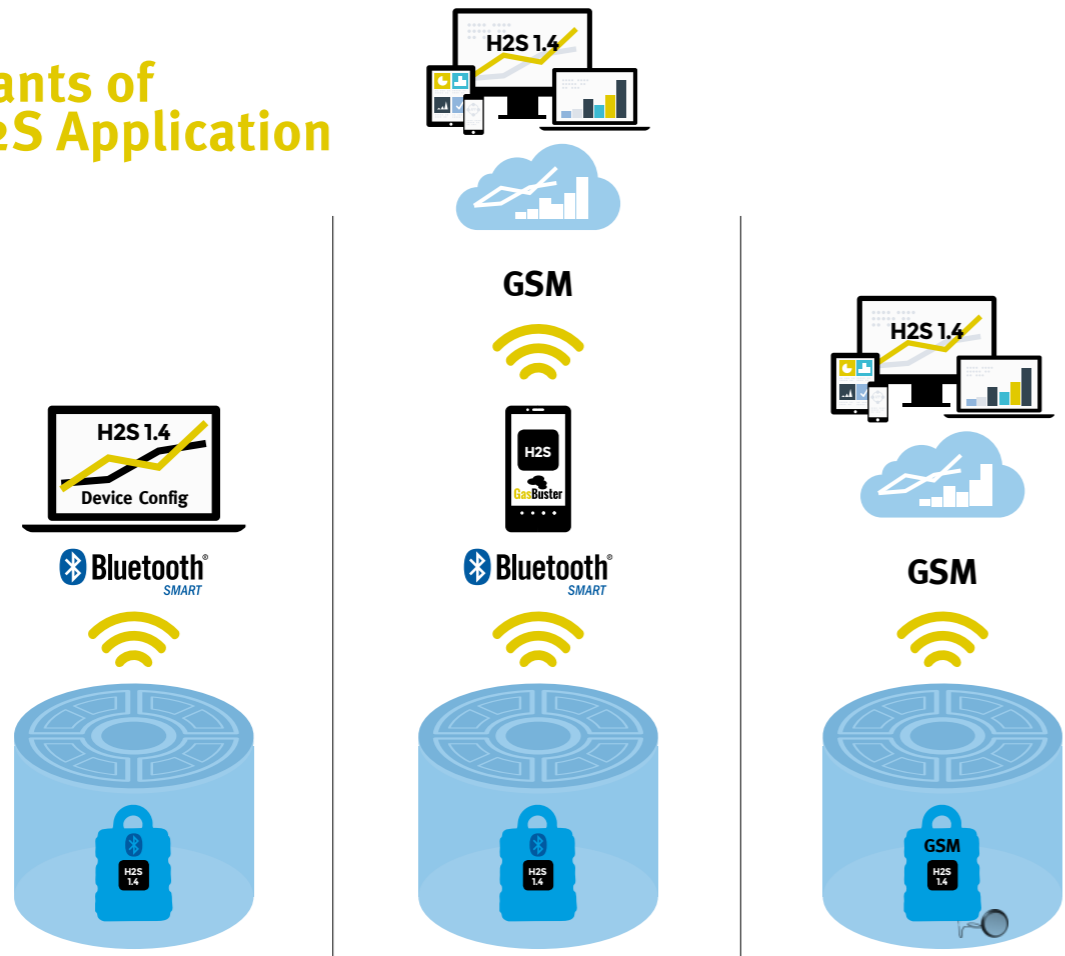 ants of
2S Application
H2S 1.4
Device Config
Bluetooth®
SMART
H2S
1.4
H2S 1.4
GSM
H2S
GasBuster
Bluetooth®
SMART
H2S
1.4
H2S 1.4
GSM
GSM
H2S
1.4